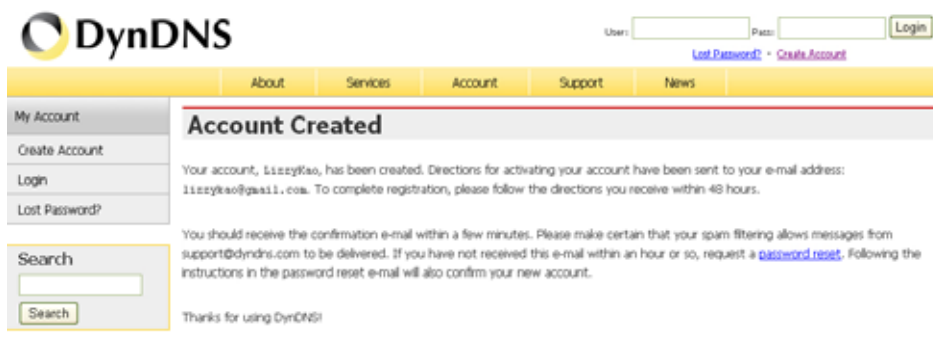 DynDNS
User: Pass: Login
Lost Password? - Create Account
About Services Account Support News
My Account
Create Account
Login
Lost Password?
Search
Search
Account Created
Your account, LizzyKao, has been created. Directions for activating your account have been sent to your e-mail address:
lizzykao@gmail.com. To complete registration, please follow the directions you receive within 48 hours.
You should receive the confirmation e-mail within a few minutes. Please make certain that your spam filtering allows messages from
support@dyndns.com to be delivered. If you have not received this e-mail within an hour or so, request a password reset. Following the
instructions in the password reset e-mail will also confirm your new account.
Thanks for using DynDNS!